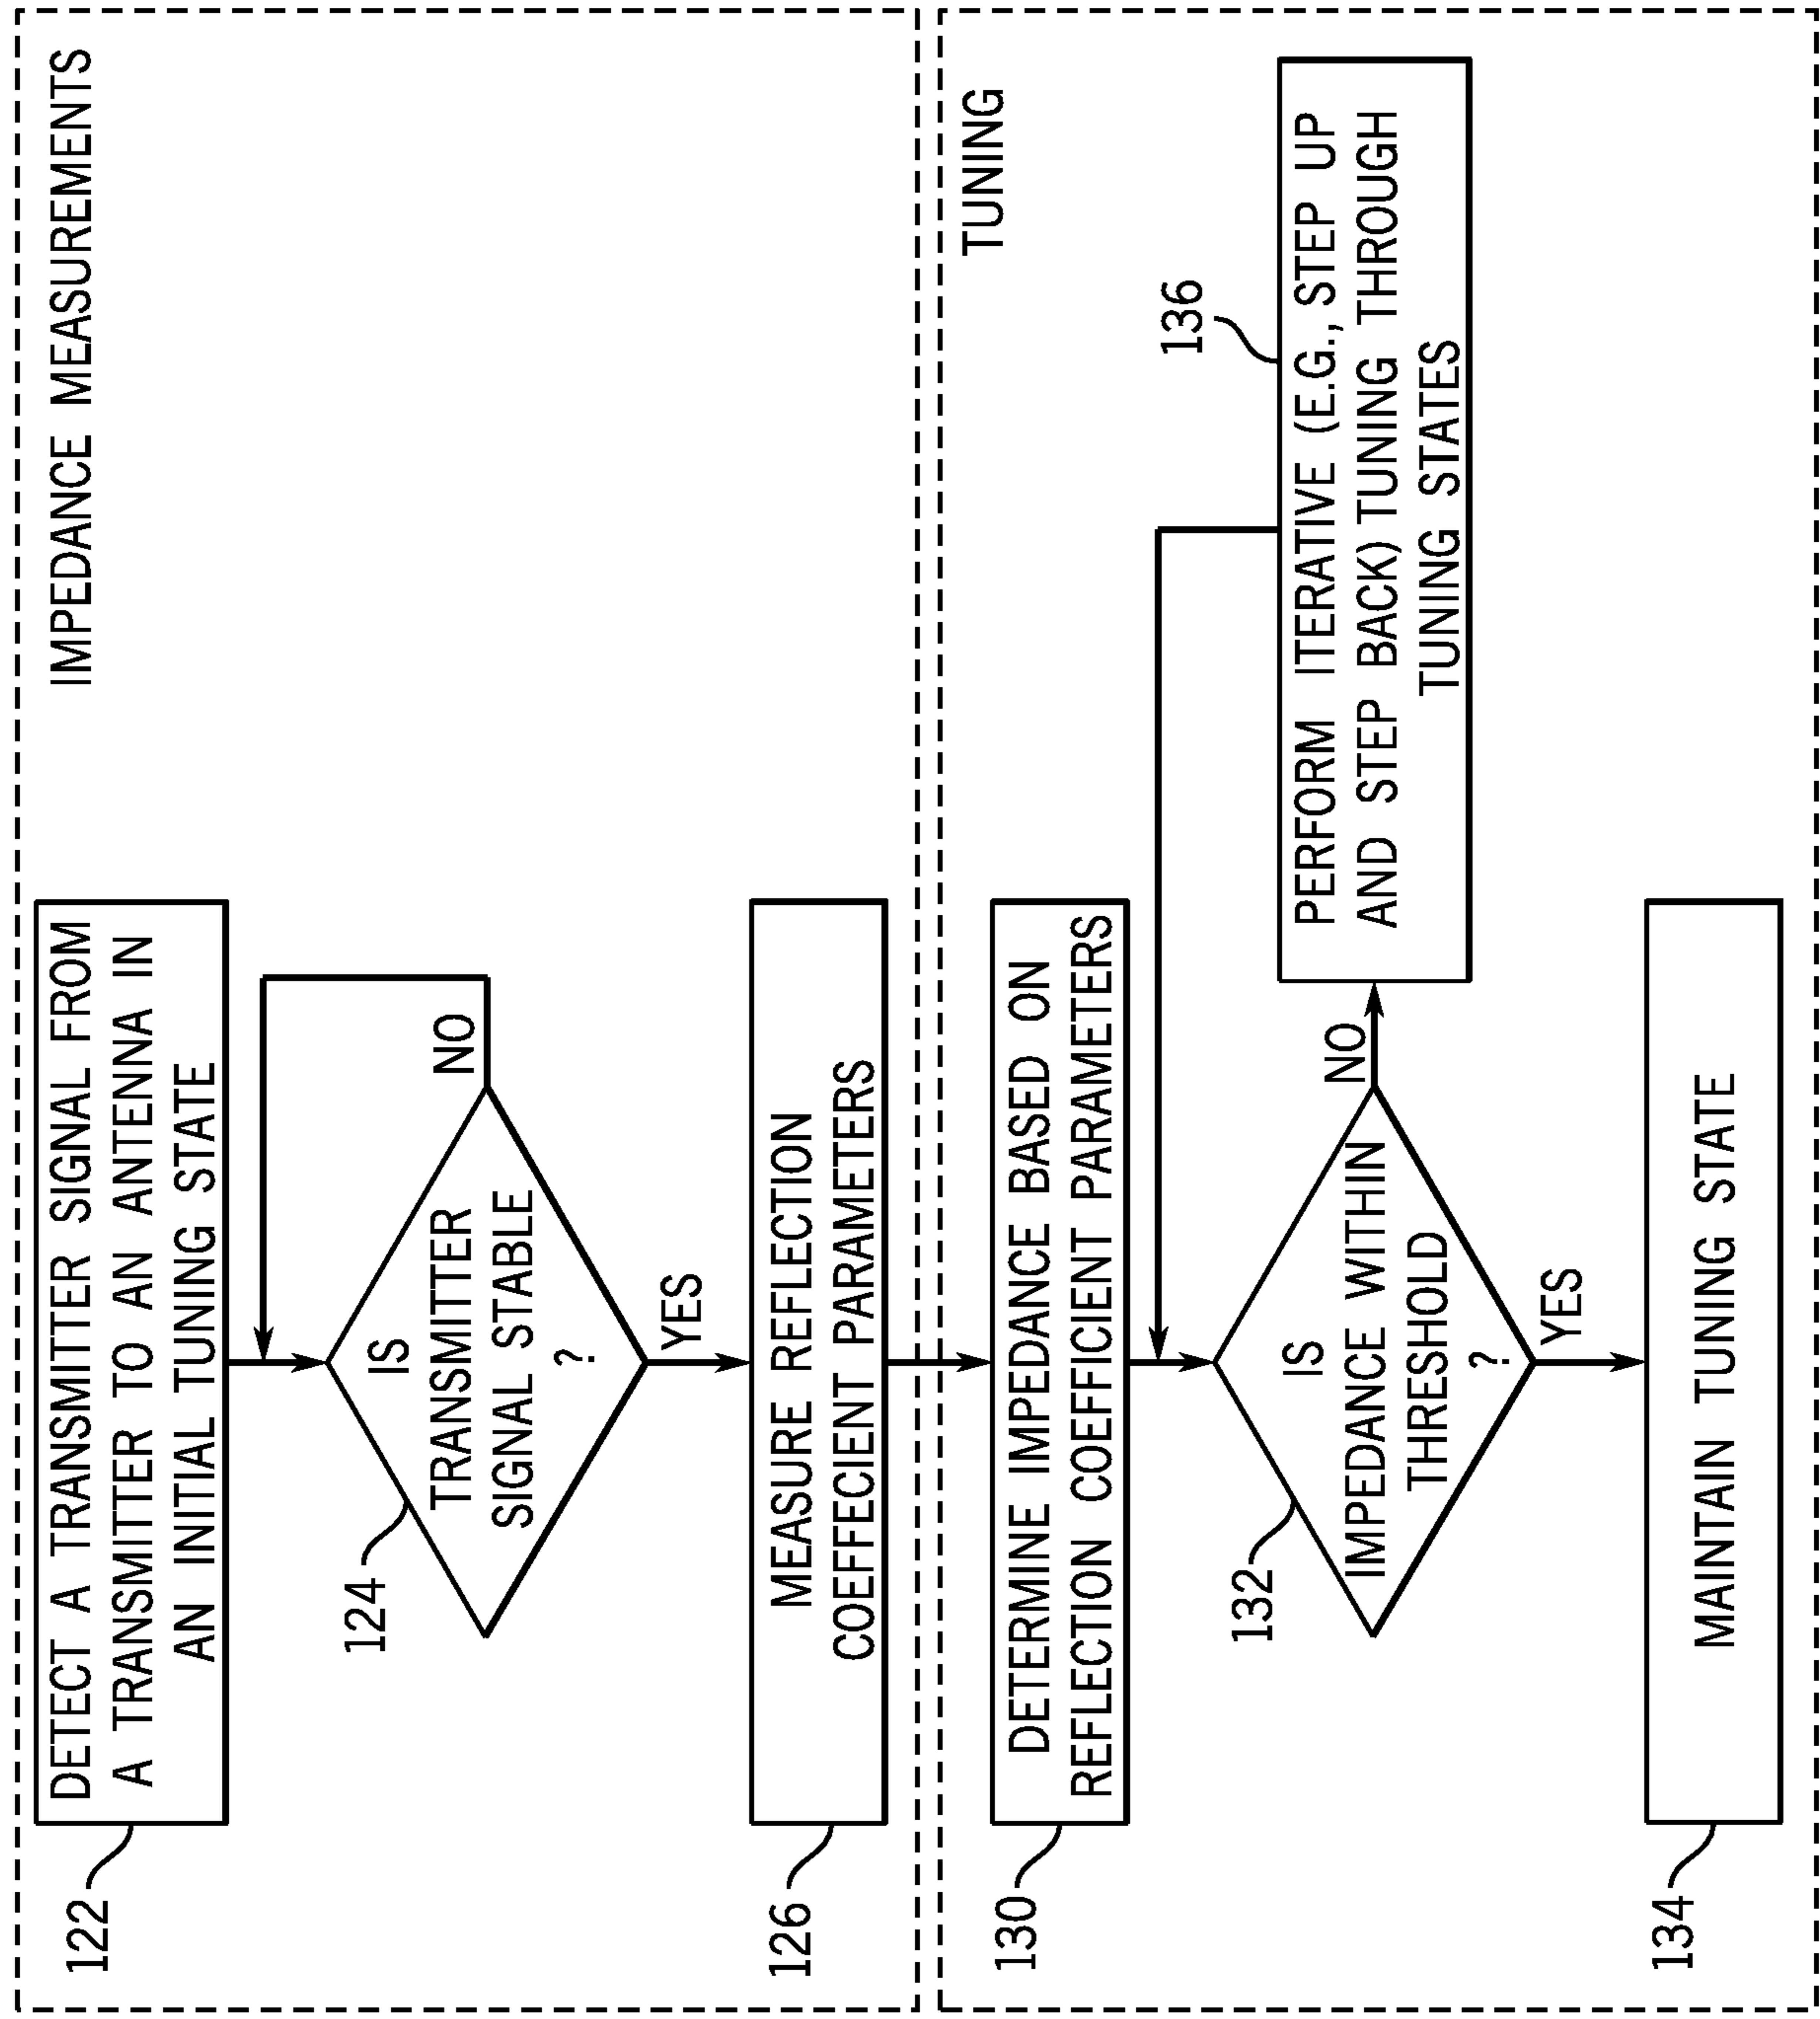 IMPEDANCE MEASUREMENTS
122
DETECT A TRANSMITTER SIGNAL FROM
A TRANSMITTER TO AN ANTENNA IN
AN INITIAL TUNING STATE
124
IS
TRANSMITTER
SIGNAL STABLE
?
NO
YES
126
MEASURE REFLECTION
COEFFECIENT PARAMETERS
TUNING
130
DETERMINE IMPEDANCE BASED ON
REFLECTION COEFFICIENT PARAMETERS
132
IS
IMPEDANCE WITHIN
THRESHOLD
?
NO
136
PERFORM ITERATIVE (E.G., STEP UP
AND STEP BACK) TUNING THROUGH
TUNING STATES
YES
134
MAINTAIN TUNING STATE